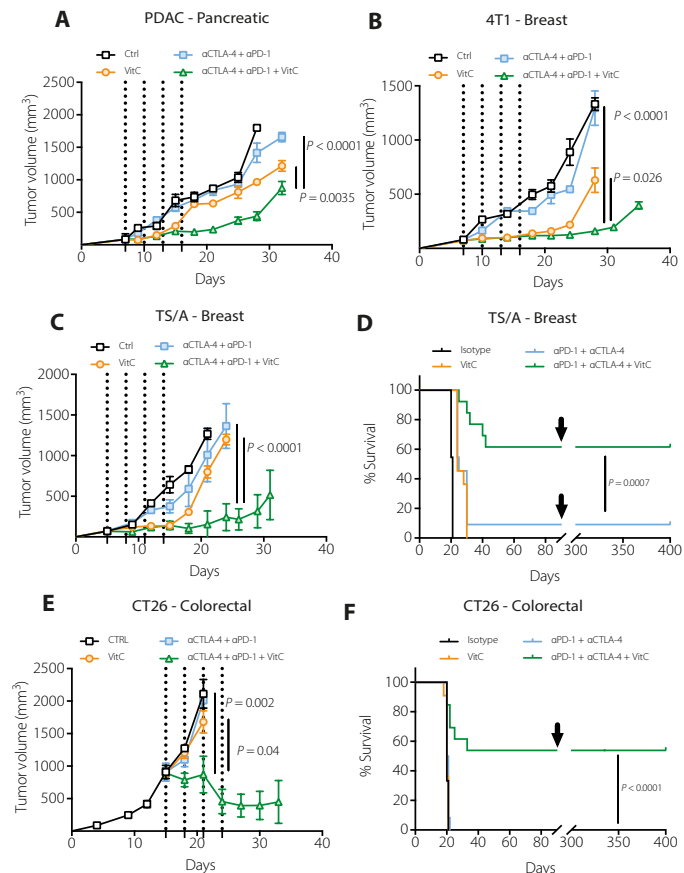 A
PDAC - Pancreatic
Ctrl
αCTLA-4 + αPD-1
VitC
αCTLA-4 + αPD-1 + VitC
Tumor volume (mm³)
2500
2000
1500
1000
500
0
10
20
30
40
Days
P < 0.0001
P = 0.0035
B
4T1 - Breast
Ctrl
αCTLA-4 + αPD-1
VitC
αCTLA-4 + αPD-1 + VitC
Tumor volume (mm³)
1500
1000
500
0
10
20
30
40
Days
P < 0.0001
P = 0.026
C
TS/A - Breast
Ctrl
αCTLA-4 + αPD-1
VitC
αCTLA-4 + αPD-1 + VitC
Tumor volume (mm³)
2000
1500
1000
500
0
10
20
30
40
Days
P < 0.0001
D
TS/A - Breast
Isotype
αPD-1 + αCTLA-4
VitC
αPD-1 + αCTLA-4 + VitC
% Survival
100
80
60
40
20
0
0
20
40
60
80
300
350
400
Days
P = 0.0007
E
CT26 - Colorectal
CTRL
αCTLA-4 + αPD-1
VitC
αCTLA-4 + αPD-1 + VitC
Tumor volume (mm³)
2500
2000
1500
1000
500
0
10
20
30
40
Days
P = 0.002
P = 0.04
F
CT26 - Colorectal
Isotype
αPD-1 + αCTLA-4
VitC
αPD-1 + αCTLA-4 + VitC
% Survival
100
80
60
40
20
0
0
20
40
60
80
300
350
400
Days
P < 0.0001